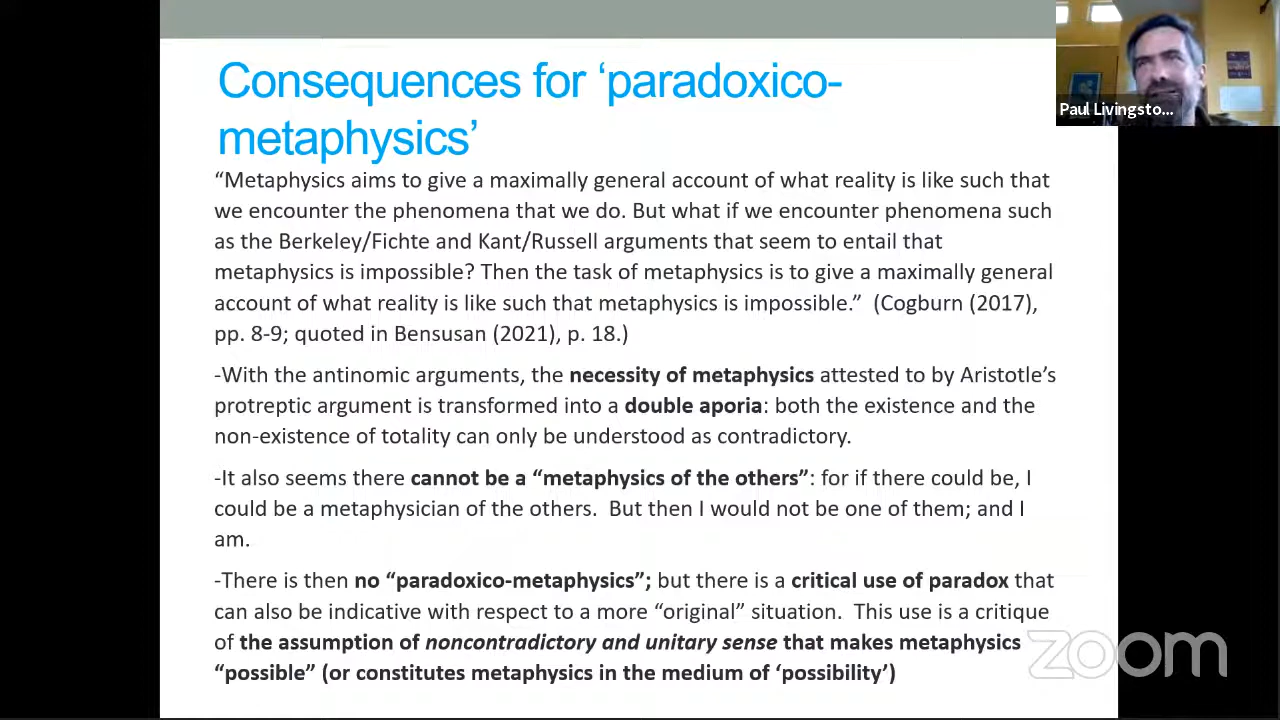 Consequences for ‘paradoxico-
metaphysics’
“Metaphysics aims to give a maximally general account of what reality is like such that
we encounter the phenomena that we do. But what if we encounter phenomena such
as the Berkeley/Fichte and Kant/Russell arguments that seem to entail that
metaphysics is impossible? Then the task of metaphysics is to give a maximally general
account of what reality is like such that metaphysics is impossible.” (Cogburn (2017),
pp. 8-9; quoted in Bensusan (2021), p. 18.)
-With the antinomic arguments, the necessity of metaphysics attested to by Aristotle’s
protreptic argument is transformed into a double aporia: both the existence and the
non-existence of totality can only be understood as contradictory.
-It also seems there cannot be a “metaphysics of the others”: for if there could be, I
could be a metaphysician of the others. But then I would not be one of them; and I
am.
-There is then no “paradoxico-metaphysics”; but there is a critical use of paradox that
can also be indicative with respect to a more “original” situation. This use is a critique
of the assumption of noncontradictory and unitary sense that makes metaphysics
“possible” (or constitutes metaphysics in the medium of ‘possibility’)
Paul Livingsto...
zoom